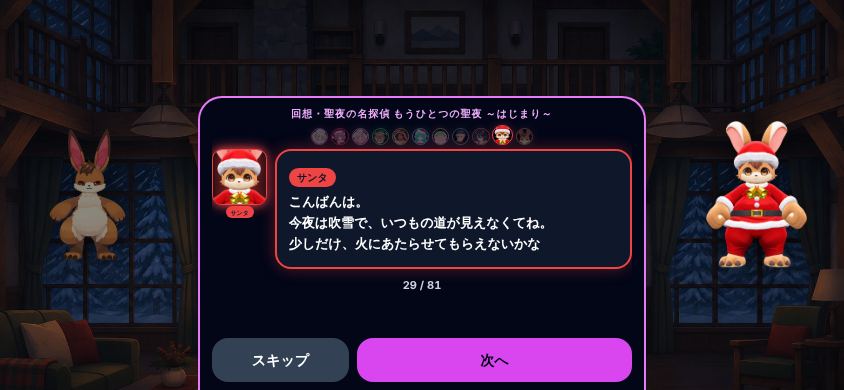 回想・聖夜の名探偵 もうひとつの聖夜 ～はじまり～
サンタ
サンタ
こんばんは。
今夜は吹雪で、いつもの道が見えなくてね。
少しだけ、火にあたらせてもらえないかな
29 / 81
スキップ
次へ